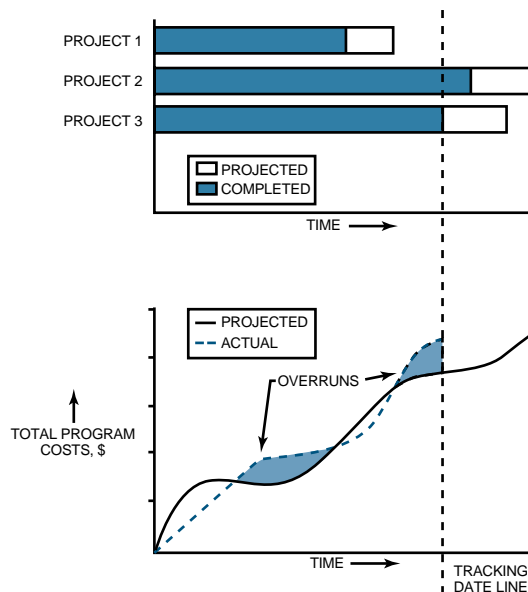 PROJECT 1
PROJECT 2
PROJECT 3
PROJECTED
COMPLETED
TIME
PROJECTED
ACTUAL
OVERRUNS
TOTAL PROGRAM
COSTS, $
TIME
TRACKING
DATE LINE